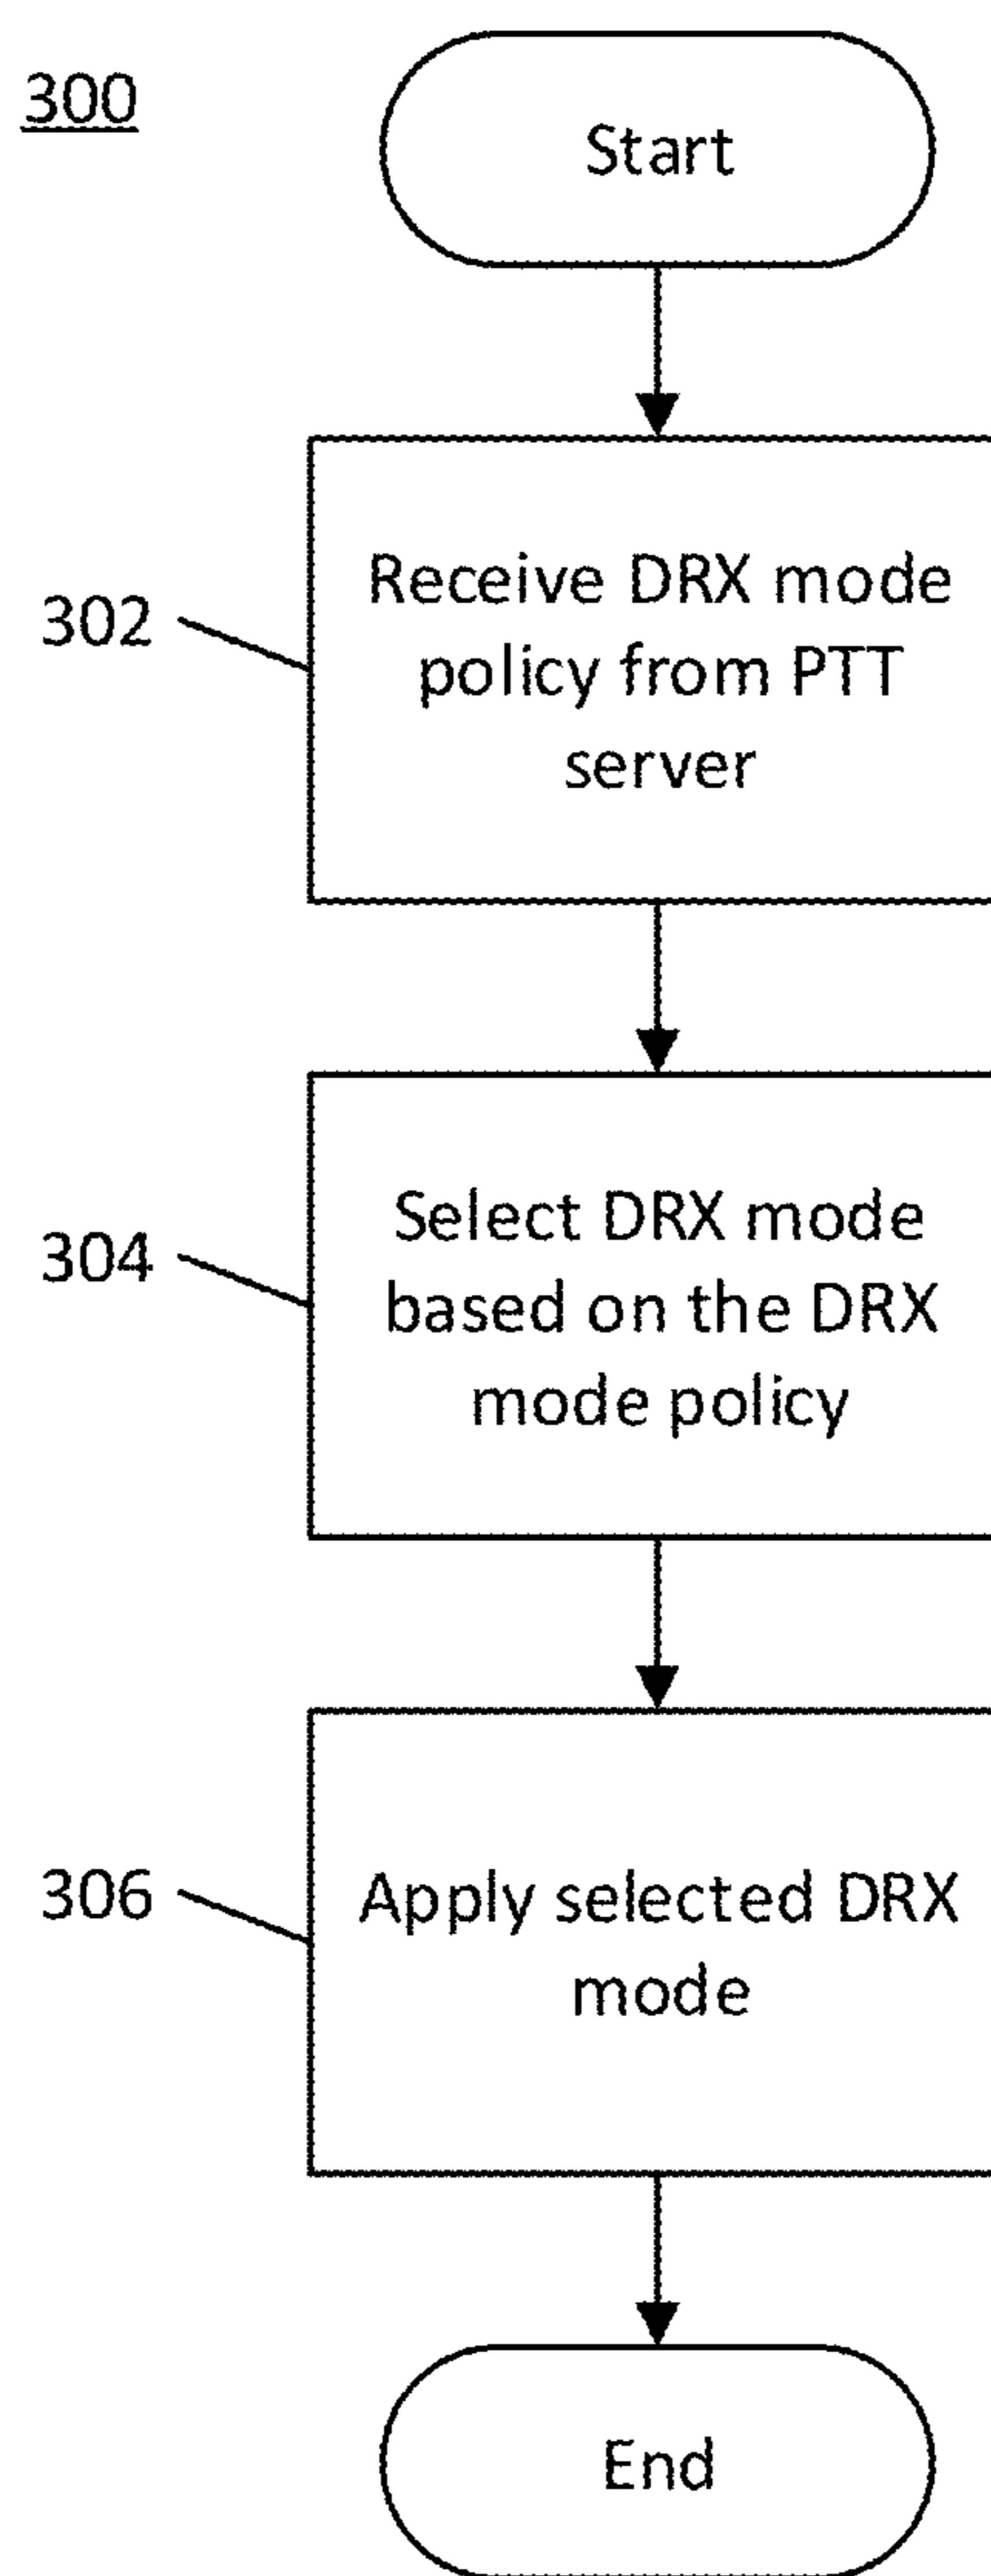 300
Start
302
Receive DRX mode
policy from PTT
server
304
Select DRX mode
based on the DRX
mode policy
306
Apply selected DRX
mode
End